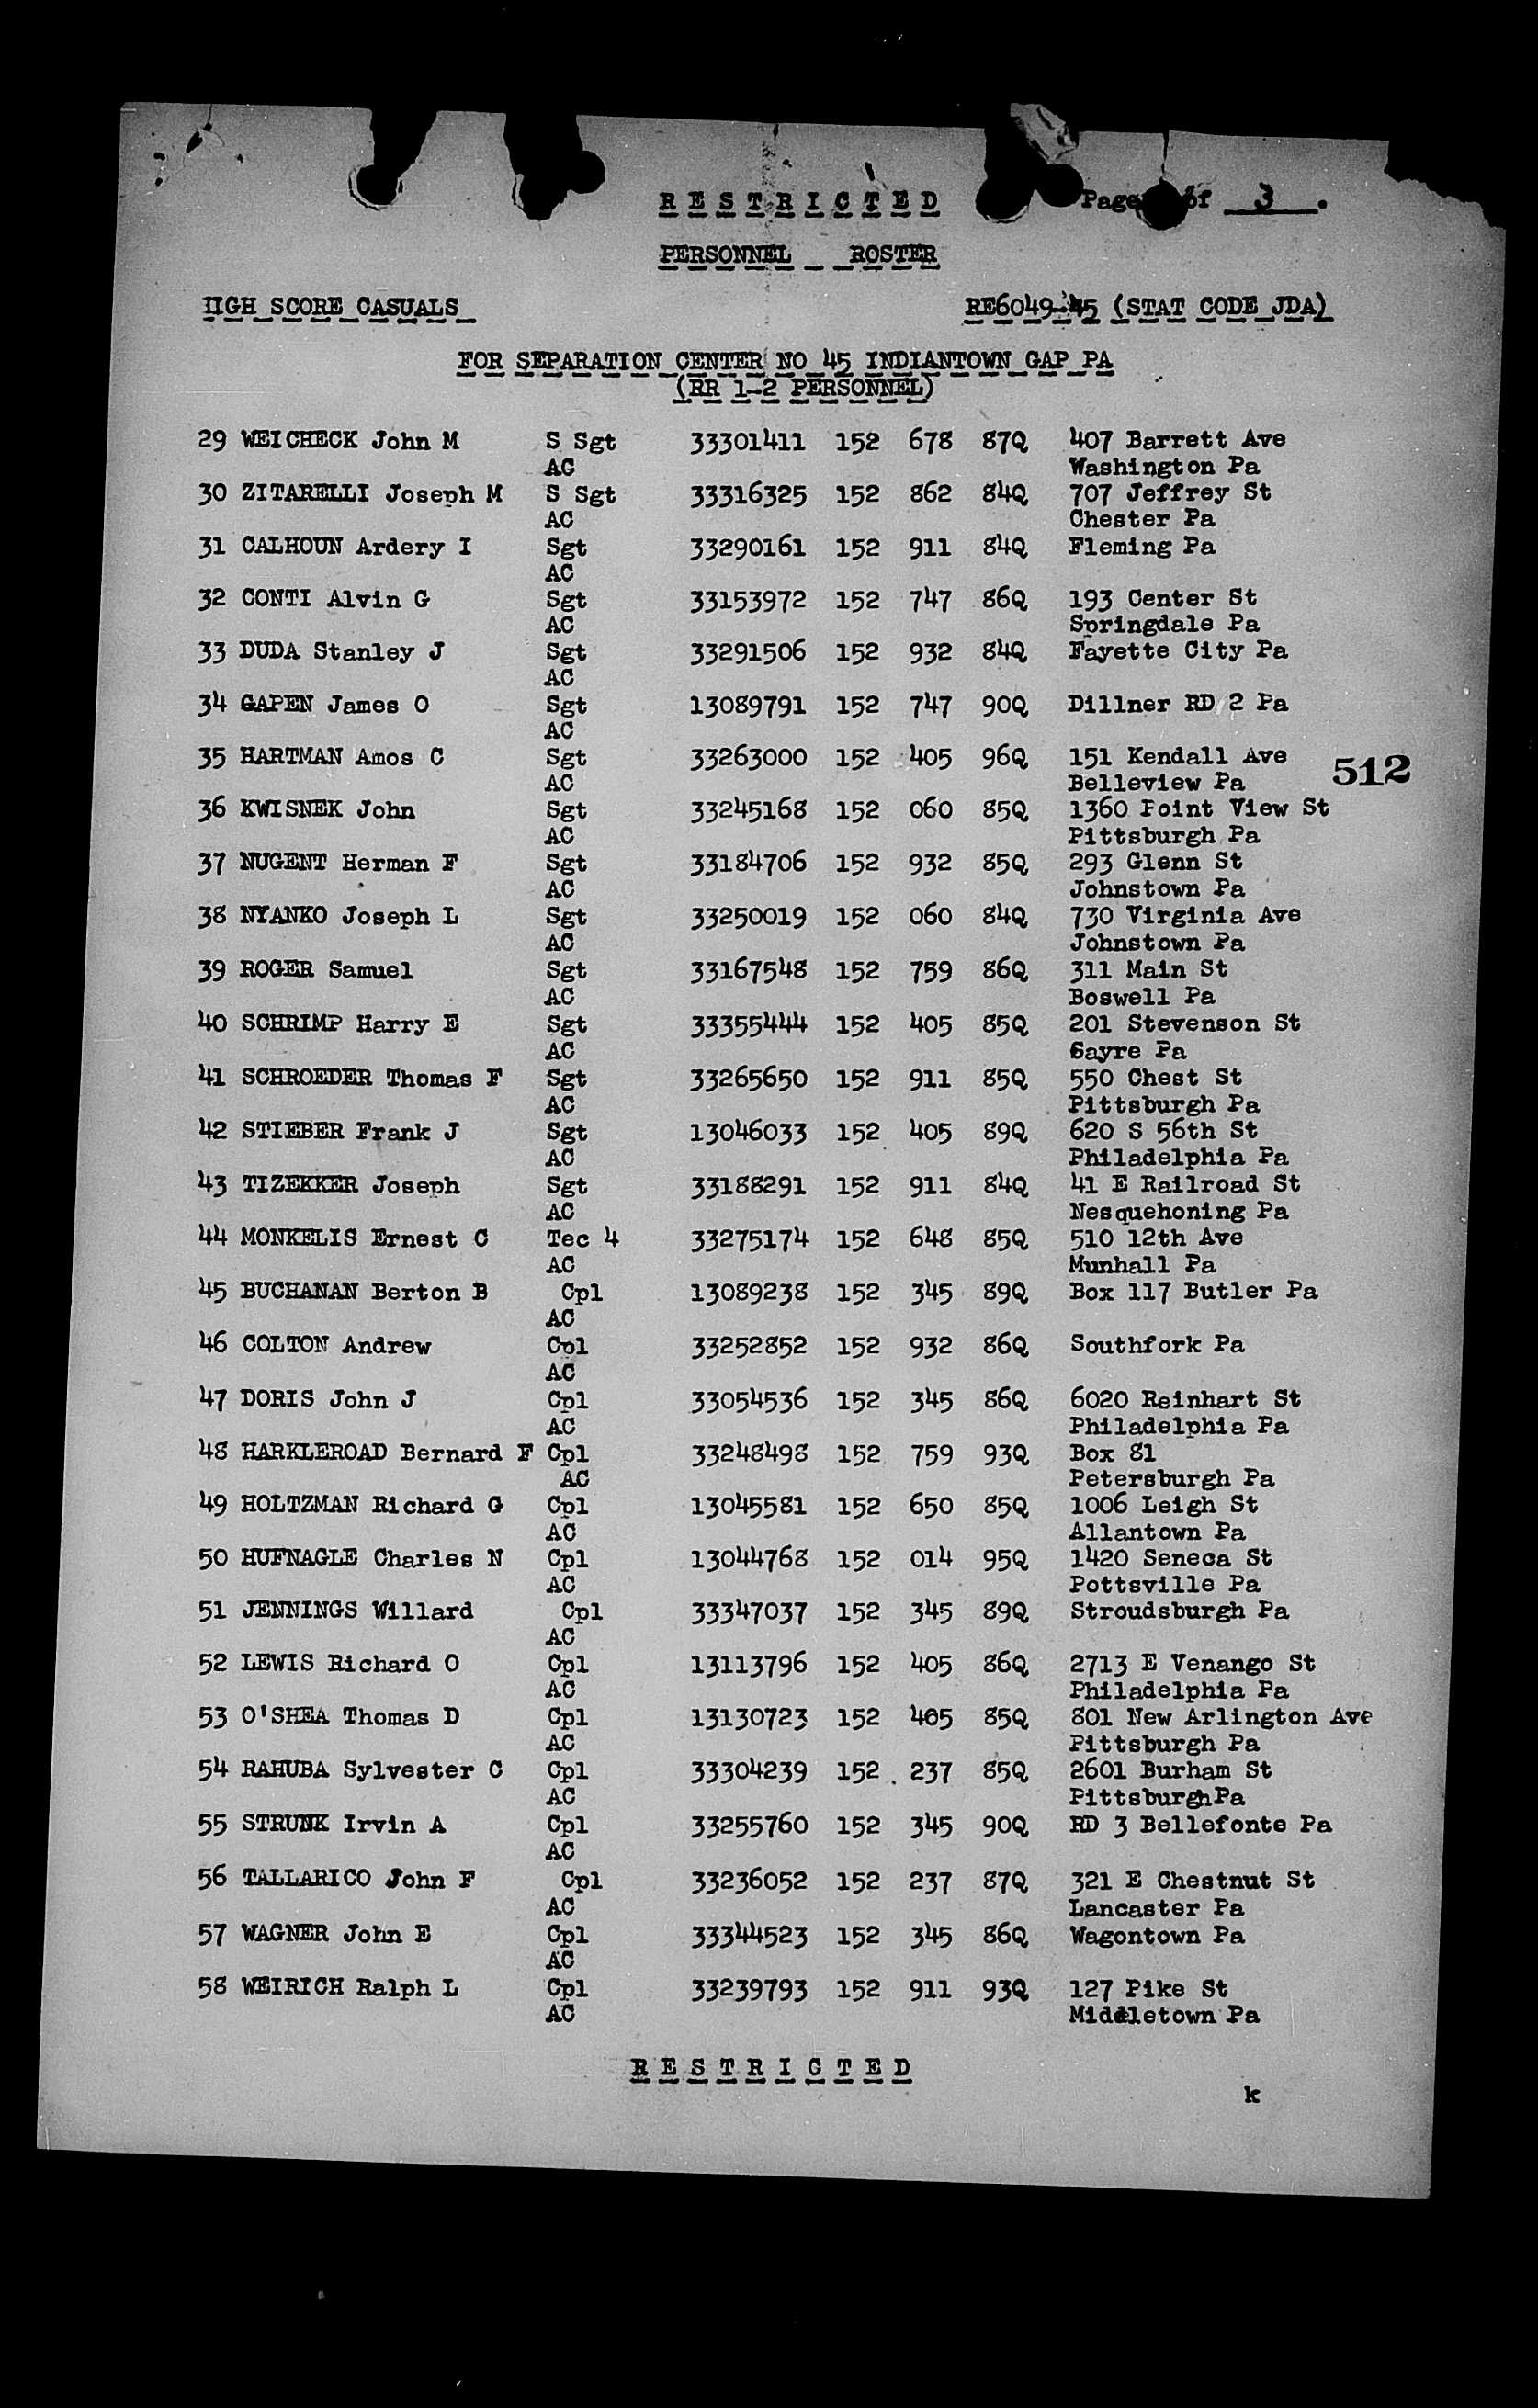 RESTRICTED Page of 3.
PERSONNEL ROSTER
IIGH SCORE CASUALS RE6049-45 (STAT CODE JDA)
FOR SEPARATION CENTER NO 45 INDIANTOWN GAP PA
(RR 1-2 PERSONNEL)
29 WEICHECK John M S Sgt 33301411 152 678 87Q 407 Barrett Ave
AC Washington Pa
30 ZITARELLI Joseph M S Sgt 33316325 152 862 84Q 707 Jeffrey St
AC Chester Pa
31 CALHOUN Ardery I Sgt 33290161 152 911 84Q Fleming Pa
AC
32 CONTI Alvin G Sgt 33153972 152 747 86Q 193 Center St
AC Springdale Pa
33 DUDA Stanley J Sgt 33291506 152 932 84Q Fayette City Pa
AC
34 GAPEN James O Sgt 13089791 152 747 90Q Dillner RD 2 Pa
AC
35 HARTMAN Amos C Sgt 33263000 152 405 96Q 151 Kendall Ave
AC Belleview Pa 512
36 KWISNEK John Sgt 33245168 152 060 85Q 1360 Point View St
AC Pittsburgh Pa
37 NUGENT Herman F Sgt 33184706 152 932 85Q 293 Glenn St
AC Johnstown Pa
38 NYANKO Joseph L Sgt 33250019 152 060 84Q 730 Virginia Ave
AC Johnstown Pa
39 ROGER Samuel Sgt 33167548 152 759 86Q 311 Main St
AC Boswell Pa
40 SCHRIMP Harry E Sgt 33355444 152 405 85Q 201 Stevenson St
AC Sayre Pa
41 SCHROEDER Thomas F Sgt 33265650 152 911 85Q 550 Chest St
AC Pittsburgh Pa
42 STIEBER Frank J Sgt 13046033 152 405 89Q 620 S 56th St
AC Philadelphia Pa
43 TIZEKKER Joseph Sgt 33188291 152 911 84Q 41 E Railroad St
AC Nesquehoning Pa
44 MONKELIS Ernest C Tec 4 33275174 152 648 85Q 510 12th Ave
AC Munhall Pa
45 BUCHANAN Berton B Cpl 13089238 152 345 89Q Box 117 Butler Pa
AC
46 COLTON Andrew Cpl 33252852 152 932 86Q Southfork Pa
AC
47 DORIS John J Cpl 33054536 152 345 86Q 6020 Reinhart St
AC Philadelphia Pa
48 HARKLEROAD Bernard F Cpl 33248498 152 759 93Q Box 81
AC Petersburgh Pa
49 HOLTZMAN Richard G Cpl 13045581 152 650 85Q 1006 Leigh St
AC Allantown Pa
50 HUFNAGLE Charles N Cpl 13044768 152 014 95Q 1420 Seneca St
AC Pottsville Pa
51 JENNINGS Willard Cpl 33347037 152 345 89Q Stroudsburgh Pa
AC
52 LEWIS Richard O Cpl 13113796 152 405 86Q 2713 E Venango St
AC Philadelphia Pa
53 O'SHEA Thomas D Cpl 13130723 152 405 85Q 801 New Arlington Ave
AC Pittsburgh Pa
54 RAHUBA Sylvester C Cpl 33304239 152 237 85Q 2601 Burham St
AC PittsburghPa
55 STRUNK Irvin A Cpl 33255760 152 345 90Q RD 3 Bellefonte Pa
AC
56 TALLARICO John F Cpl 33236052 152 237 87Q 321 E Chestnut St
AC Lancaster Pa
57 WAGNER John E Cpl 33344523 152 345 86Q Wagontown Pa
AC
58 WEIRICH Ralph L Cpl 33239793 152 911 93Q 127 Pike St
AC Middletown Pa
RESTRICTED
k